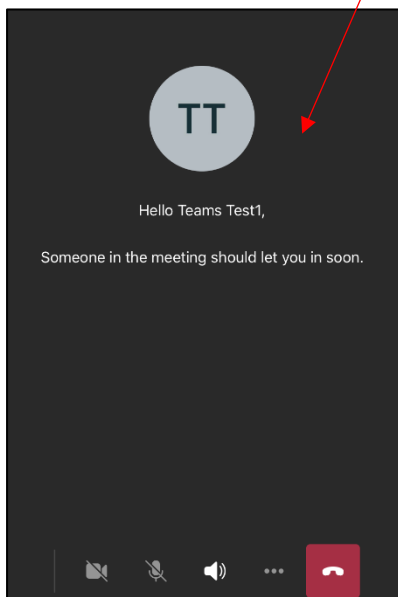 TT
Hello Teams Test1,
Someone in the meeting should let you in soon.